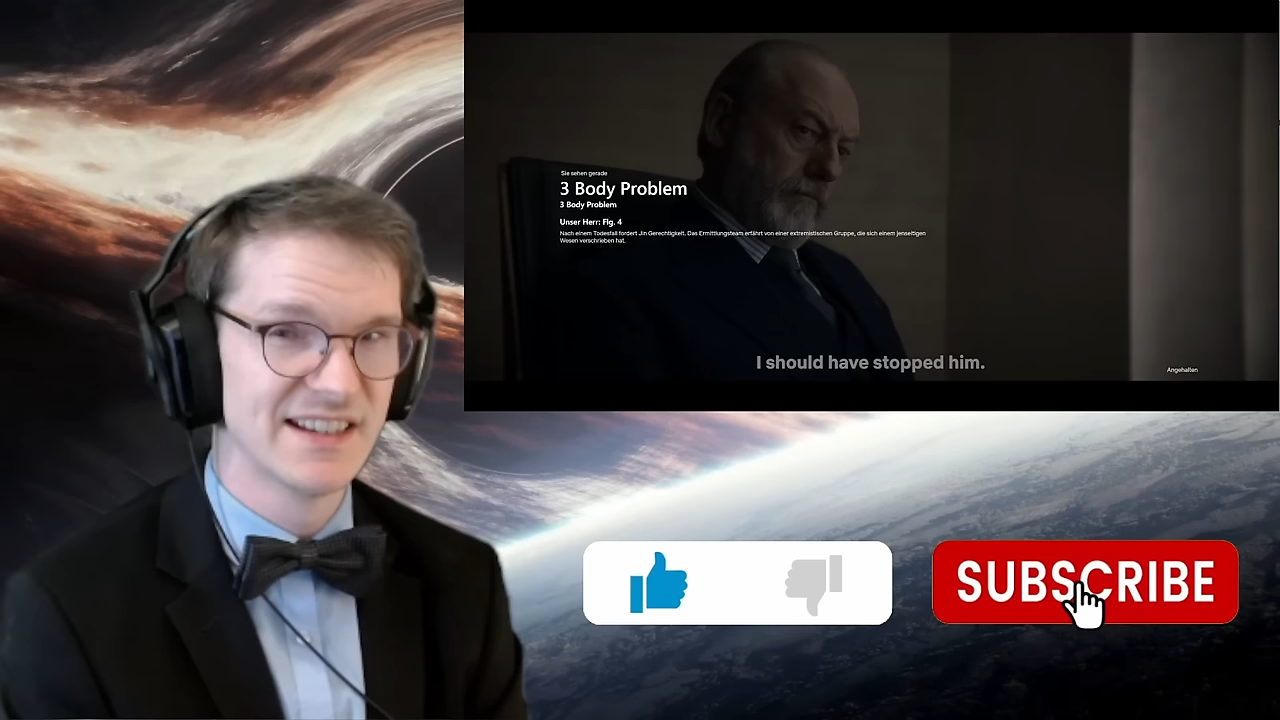 Sie sehen gerade
3 Body Problem
3 Body Problem
Unser Herr: Flg. 4
Nach einem Todesfall fordert Jin Gerechtigkeit. Das Ermittlungsteam erfährt von einer extremistischen Gruppe, die sich einem jenseitigen
Wesen verschrieben hat.
I should have stopped him.
Angehalten
SUBSCRIBE